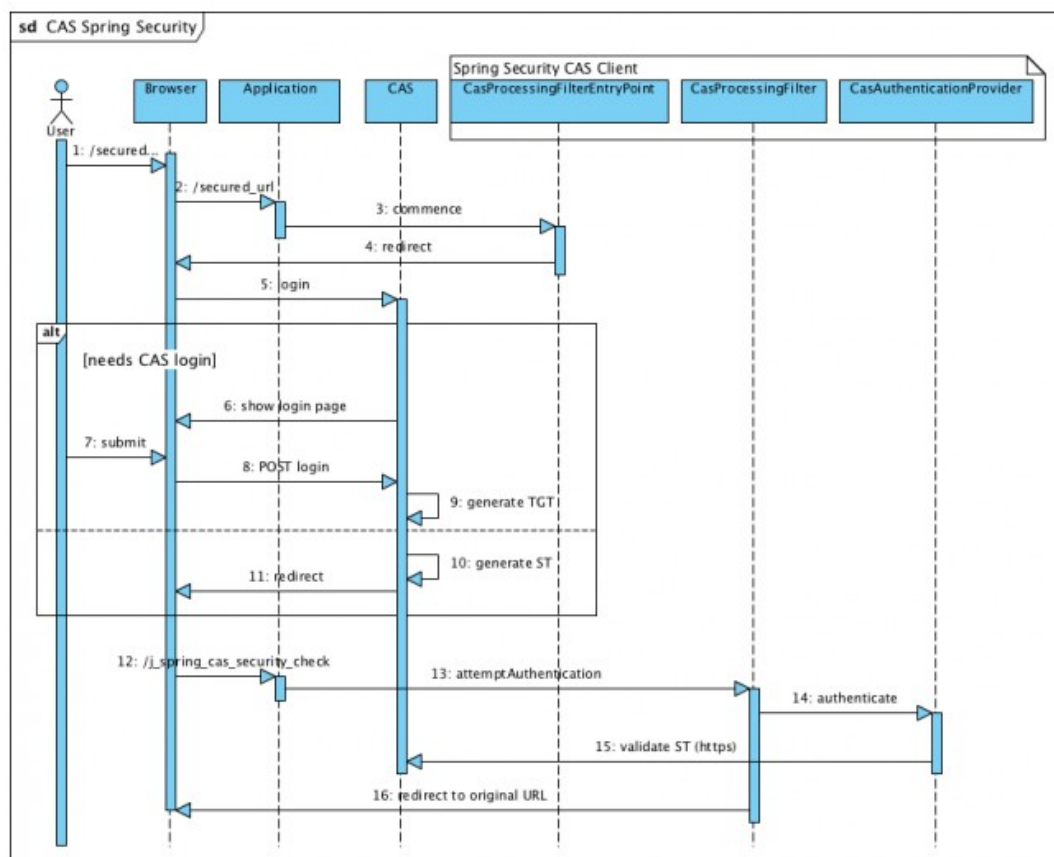 sd CAS Spring Security
Spring Security CAS Client
Browser
Application
CAS
CasProcessingFilterEntryPoint
CasProcessingFilter
CasAuthenticationProvider
User
1: /secured...
2: /secured_url
3: commence
4: redirect
5: login
alt
[needs CAS login]
6: show login page
7: submit
8: POST login
9: generate TGT
10: generate ST
11: redirect
12: /j_spring_cas_security_check
13: attemptAuthentication
14: authenticate
15: validate ST (https)
16: redirect to original URL